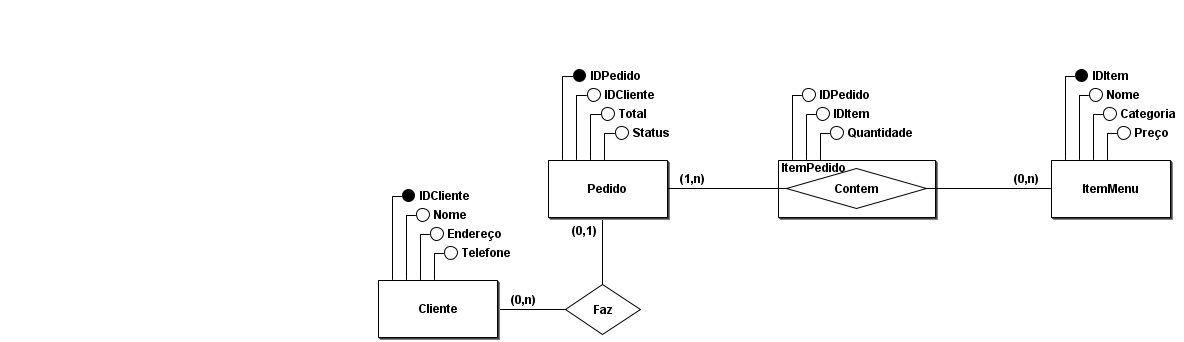 IDPedido
IDCliente
Total
Status
Pedido
(1,n)
(0,1)
IDPedido
IDItem
Quantidade
ItemPedido
Contem
(0,n)
IDItem
Nome
Categoria
Preço
ItemMenu
IDCliente
Nome
Endereço
Telefone
Cliente
(0,n)
Faz